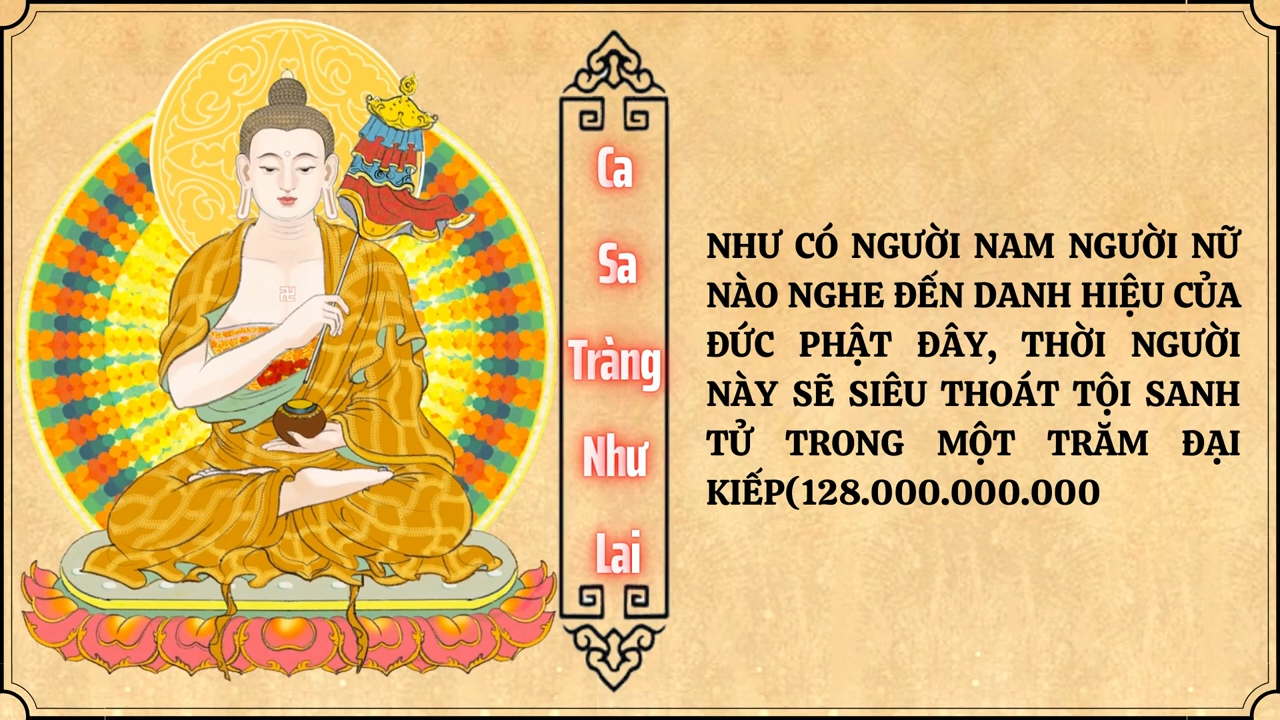 Ca
Sa
Tràng
Như
Lai
NHƯ CÓ NGƯỜI NAM NGƯỜI NỮ
NÀO NGHE ĐẾN DANH HIỆU CỦA
ĐỨC PHẬT ĐÂY, THỜI NGƯỜI
NÀY SẼ SIÊU THOÁT TỘI SANH
TỬ TRONG MỘT TRĂM ĐẠI
KIẾP(128.000.000.000